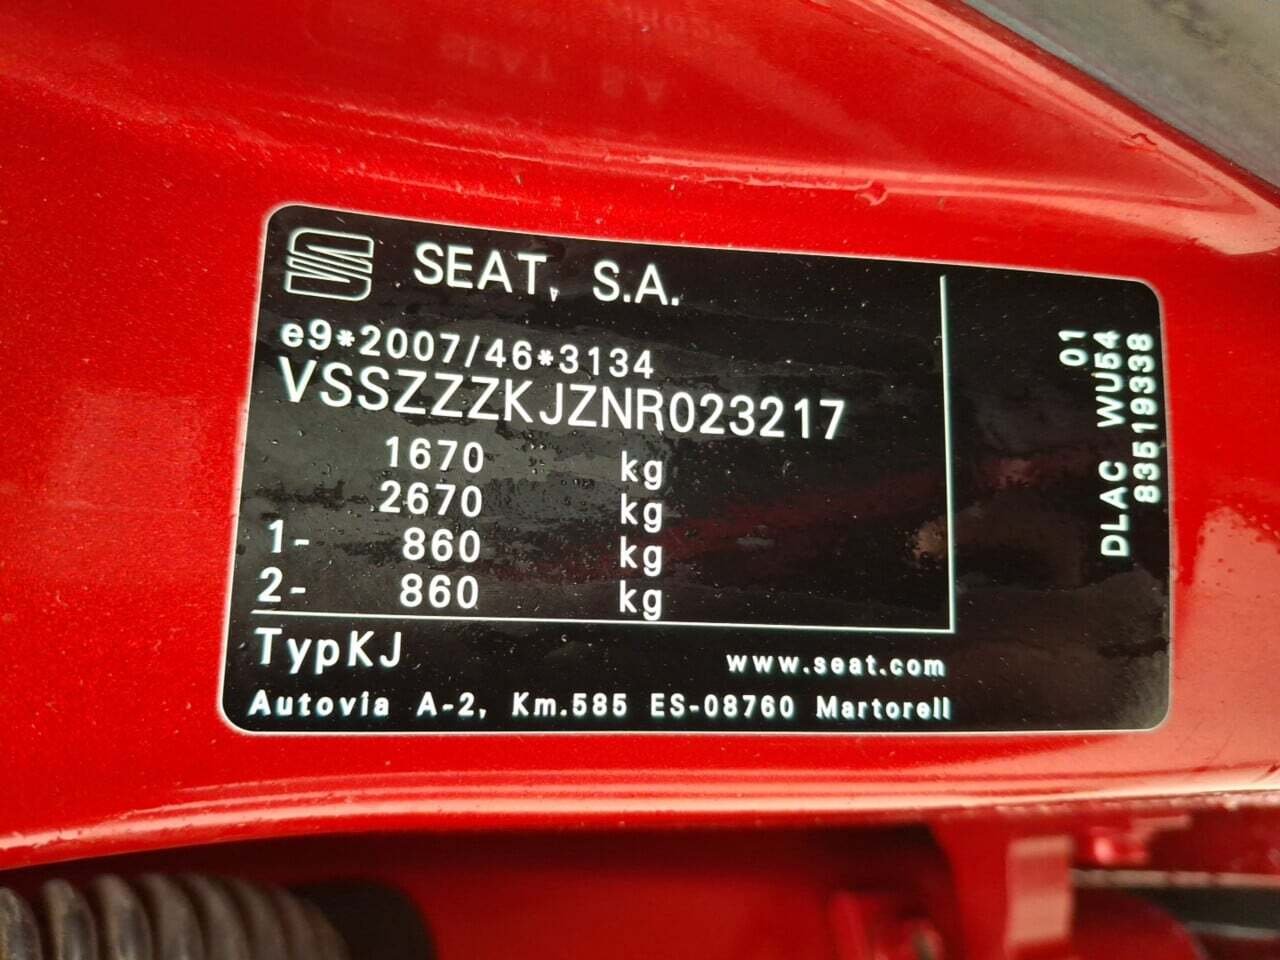 SEAT, S.A.
e9*2007/46*3134
VSSZZZKJZNR023217
1670 kg
2670 kg
1- 860 kg
2- 860 kg
TypKJ
www.seat.com
Autovia A-2, Km.585 ES-08760 Martorell
01
DLAC WU54
83519338